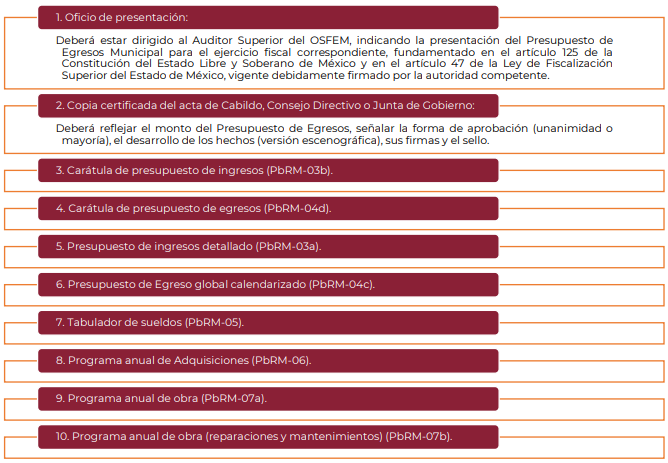 1. Oficio de presentación:
Deberá estar dirigido al Auditor Superior del OSFEM, indicando la presentación del Presupuesto de
Egresos Municipal para el ejercicio fiscal correspondiente, fundamentado en el artículo 125 de la
Constitución del Estado Libre y Soberano de México y en el artículo 47 de la Ley de Fiscalización
Superior del Estado de México, vigente debidamente firmado por la autoridad competente.
2. Copia certificada del acta de Cabildo, Consejo Directivo o Junta de Gobierno:
Deberá reflejar el monto del Presupuesto de Egresos, señalar la forma de aprobación (unanimidad o
mayoría), el desarrollo de los hechos (versión escenográfica), sus firmas y el sello.
3. Carátula de presupuesto de ingresos (PbRM-03b).
4. Carátula de presupuesto de egresos (PbRM-04d).
5. Presupuesto de ingresos detallado (PbRM-03a).
6. Presupuesto de Egreso global calendarizado (PbRM-04c).
7. Tabulador de sueldos (PbRM-05).
8. Programa anual de Adquisiciones (PbRM-06).
9. Programa anual de obra (PbRM-07a).
10. Programa anual de obra (reparaciones y mantenimientos) (PbRM-07b).